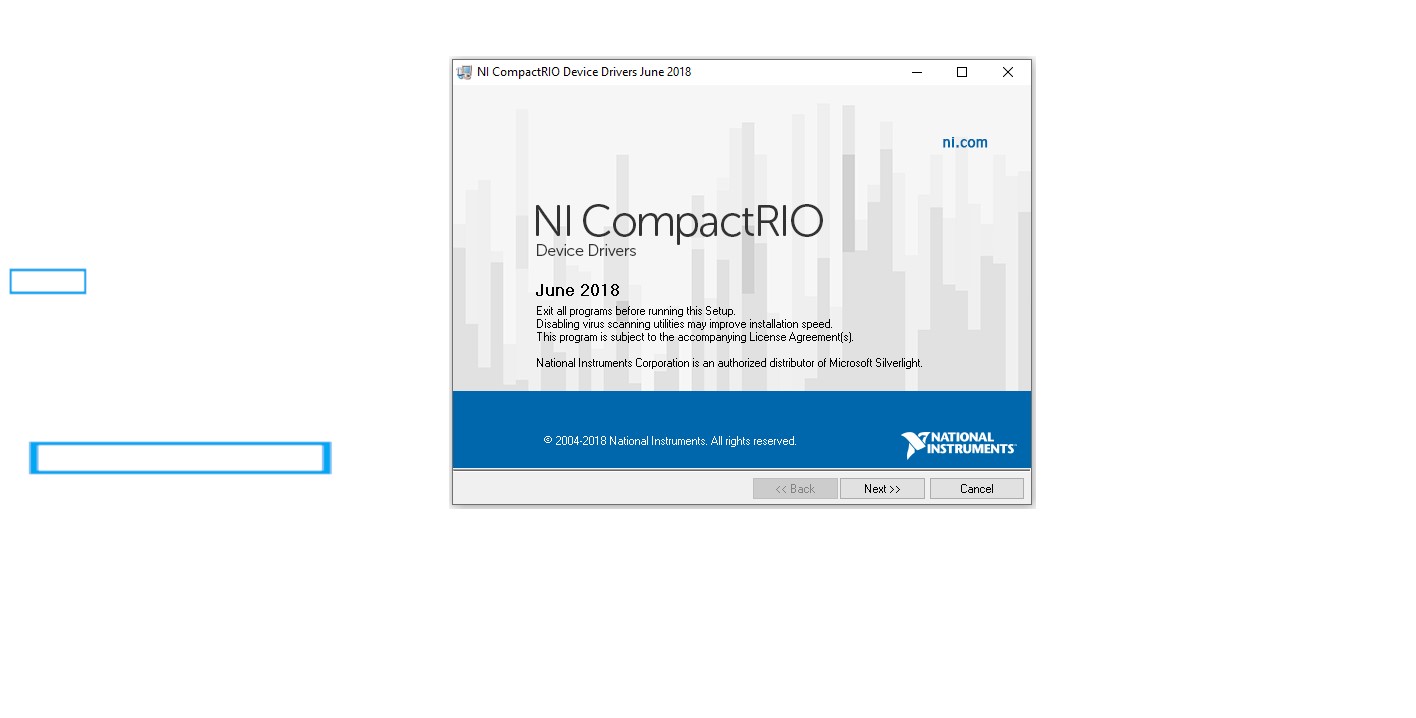 NI CompactRIO Device Drivers June 2018
ni.com
NI CompactRIO
Device Drivers
June 2018
Exit all programs before running this Setup.
Disabling virus scanning utilities may improve installation speed.
This program is subject to the accompanying License Agreement(s).
National Instruments Corporation is an authorized distributor of Microsoft Silverlight.
© 2004-2018 National Instruments. All rights reserved.
NATIONAL
INSTRUMENTS™
<< Back Next >> Cancel